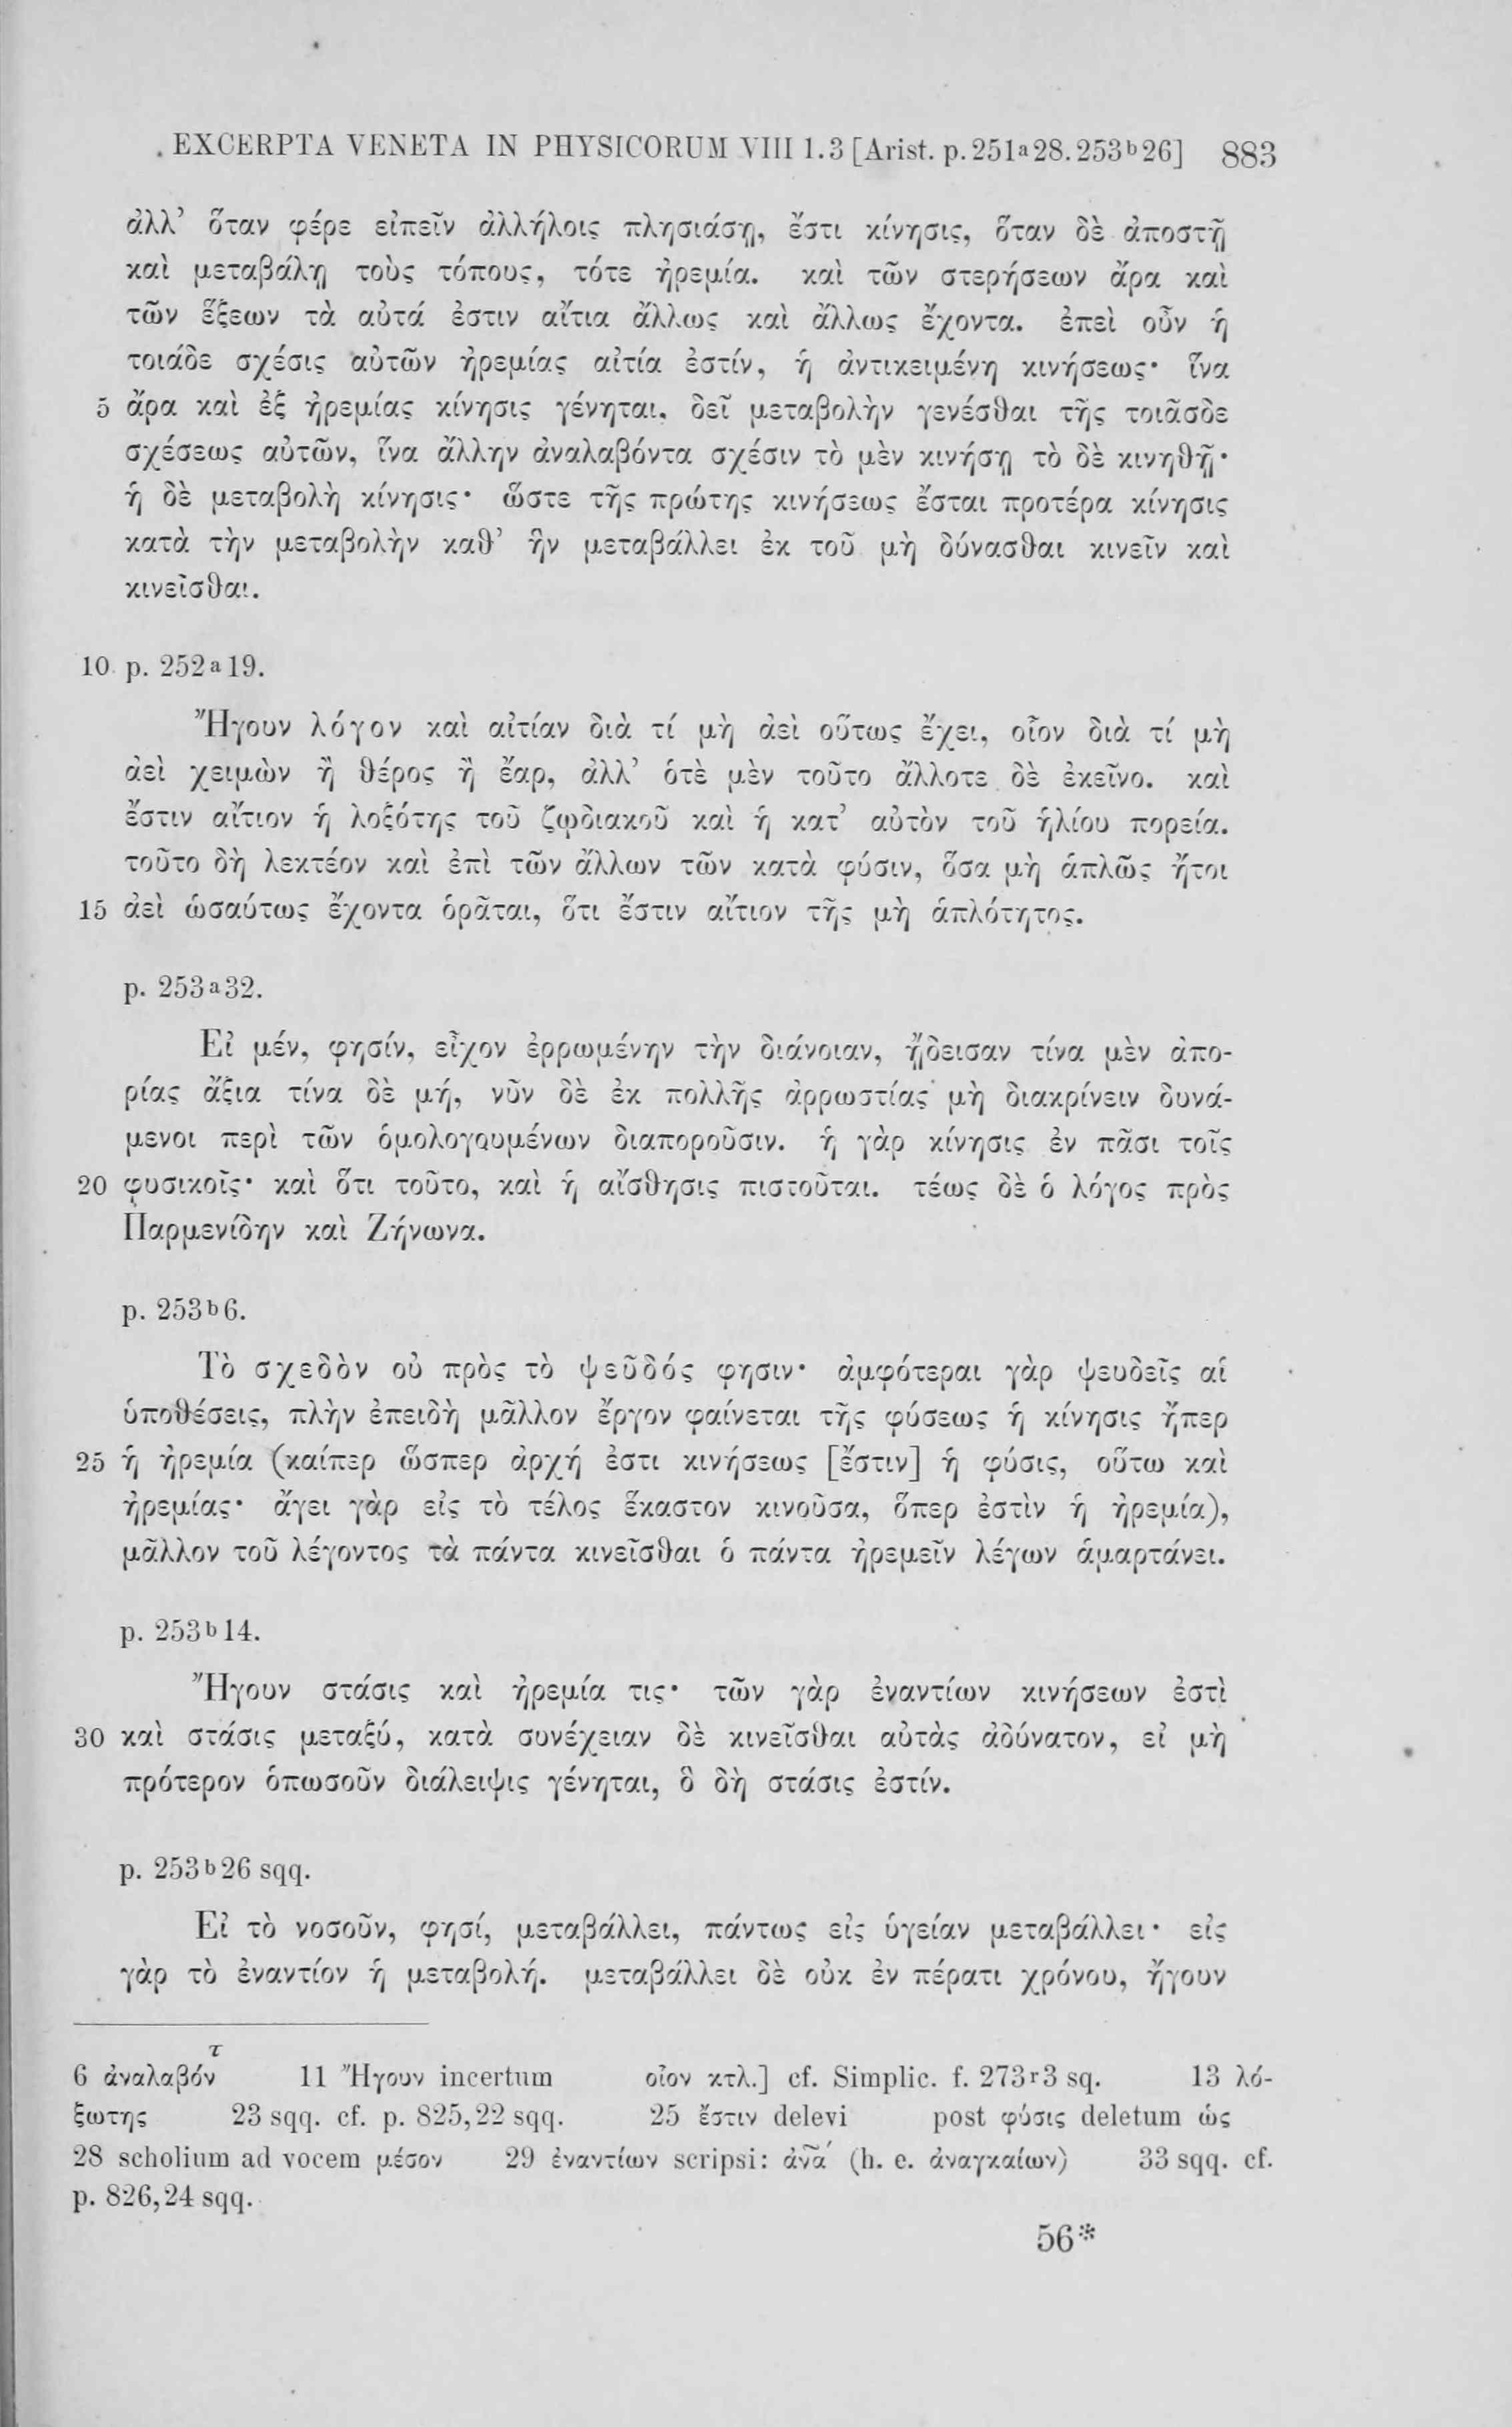 EXCERPTA VENETA IN PHYSICORUM VIII 1.3 [Arist. p. 251ᵃ28. 253ᵇ26] 883
ἀλλ’ ὅταν φέρε εἰπεῖν ἀλλήλοις πλησιάσῃ, ἔστι κίνησις, ὅταν δὲ ἀποστῇ
καὶ μεταβάλῃ τοὺς τόπους, τότε ἠρεμία. καὶ τῶν στερήσεων ἄρα καὶ
τῶν ἕξεων τὰ αὐτά ἐστιν αἴτια ἄλλως καὶ ἄλλως ἔχοντα. ἐπεὶ οὖν ἡ
τοιάδε σχέσις αὐτῶν ἠρεμίας αἰτία ἐστίν, ἡ ἀντικειμένη κινήσεως· ἵνα
5 ἄρα καὶ ἐξ ἠρεμίας κίνησις γένηται, δεῖ μεταβολὴν γενέσθαι τῆς τοιᾶσδε
σχέσεως αὐτῶν, ἵνα ἄλλην ἀναλαβόντα σχέσιν τὸ μὲν κινήσῃ τὸ δὲ κινηθῇ·
ἡ δὲ μεταβολὴ κίνησις· ὥστε τῆς πρώτης κινήσεως ἔσται προτέρα κίνησις
κατὰ τὴν μεταβολὴν καθ’ ἣν μεταβάλλει ἐκ τοῦ μὴ δύνασθαι κινεῖν καὶ
κινεῖσθαι.
10 p. 252ᵃ19.
Ἤγουν λόγον καὶ αἰτίαν διὰ τί μὴ ἀεὶ οὕτως ἔχει, οἷον διὰ τί μὴ
ἀεὶ χειμὼν ἢ θέρος ἢ ἔαρ, ἀλλ’ ὁτὲ μὲν τοῦτο ἄλλοτε δὲ ἐκεῖνο. καὶ
ἔστιν αἴτιον ἡ λοξότης τοῦ ζῳδιακοῦ καὶ ἡ κατ’ αὐτὸν τοῦ ἡλίου πορεία.
τοῦτο δὴ λεκτέον καὶ ἐπὶ τῶν ἄλλων τῶν κατὰ φύσιν, ὅσα μὴ ἁπλῶς ἤτοι
15 ἀεὶ ὡσαύτως ἔχοντα ὁρᾶται, ὅτι ἔστιν αἴτιον τῆς μὴ ἁπλότητος.
p. 253ᵃ32.
Εἰ μέν, φησίν, εἶχον ἐρρωμένην τὴν διάνοιαν, ᾔδεισαν τίνα μὲν ἀπο-
ρίας ἄξια τίνα δὲ μή, νῦν δὲ ἐκ πολλῆς ἀρρωστίας μὴ διακρίνειν δυνά-
μενοι περὶ τῶν ὁμολογουμένων διαποροῦσιν. ἡ γὰρ κίνησις ἐν πᾶσι τοῖς
20 φυσικοῖς· καὶ ὅτι τοῦτο, καὶ ἡ αἴσθησις πιστοῦται. τέως δὲ ὁ λόγος πρὸς
Παρμενίδην καὶ Ζήνωνα.
p. 253ᵇ6.
Τὸ σχεδὸν οὐ πρὸς τὸ ψεῦδός φησιν· ἀμφότεραι γὰρ ψευδεῖς αἱ
ὑποθέσεις, πλὴν ἐπειδὴ μᾶλλον ἔργον φαίνεται τῆς φύσεως ἡ κίνησις ἤπερ
25 ἡ ἠρεμία (καίπερ ὥσπερ ἀρχή ἐστι κινήσεως [ἔστιν] ἡ φύσις, οὕτω καὶ
ἠρεμίας· ἄγει γὰρ εἰς τὸ τέλος ἕκαστον κινοῦσα, ὅπερ ἐστὶν ἡ ἠρεμία),
μᾶλλον τοῦ λέγοντος τὰ πάντα κινεῖσθαι ὁ πάντα ἠρεμεῖν λέγων ἁμαρτάνει.
p. 253ᵇ14.
Ἤγουν στάσις καὶ ἠρεμία τις· τῶν γὰρ ἐναντίων κινήσεων ἐστὶ
30 καὶ στάσις μεταξύ, κατὰ συνέχειαν δὲ κινεῖσθαι αὐτὰς ἀδύνατον, εἰ μὴ
πρότερον ὁπωσοῦν διάλειψις γένηται, ὃ δὴ στάσις ἐστίν.
p. 253ᵇ26 sqq.
Εἰ τὸ νοσοῦν, φησί, μεταβάλλει, πάντως εἰς ὑγείαν μεταβάλλει· εἰς
γὰρ τὸ ἐναντίον ἡ μεταβολή. μεταβάλλει δὲ οὐκ ἐν πέρατι χρόνου, ἤγουν
6 ἀναλαβόν͏ᵗ 11 Ἤγουν incertum οἷον κτλ.] cf. Simplic. f. 273ʳ3 sq. 13 λό-
ξωτης 23 sqq. cf. p. 825,22 sqq. 25 ἔστιν delevi post φύσις deletum ὡς
28 scholium ad vocem μέσον 29 ἐναντίων scripsi: ἀν͂α΄ (h. e. ἀναγκαίων) 33 sqq. cf.
p. 826,24 sqq.
56*